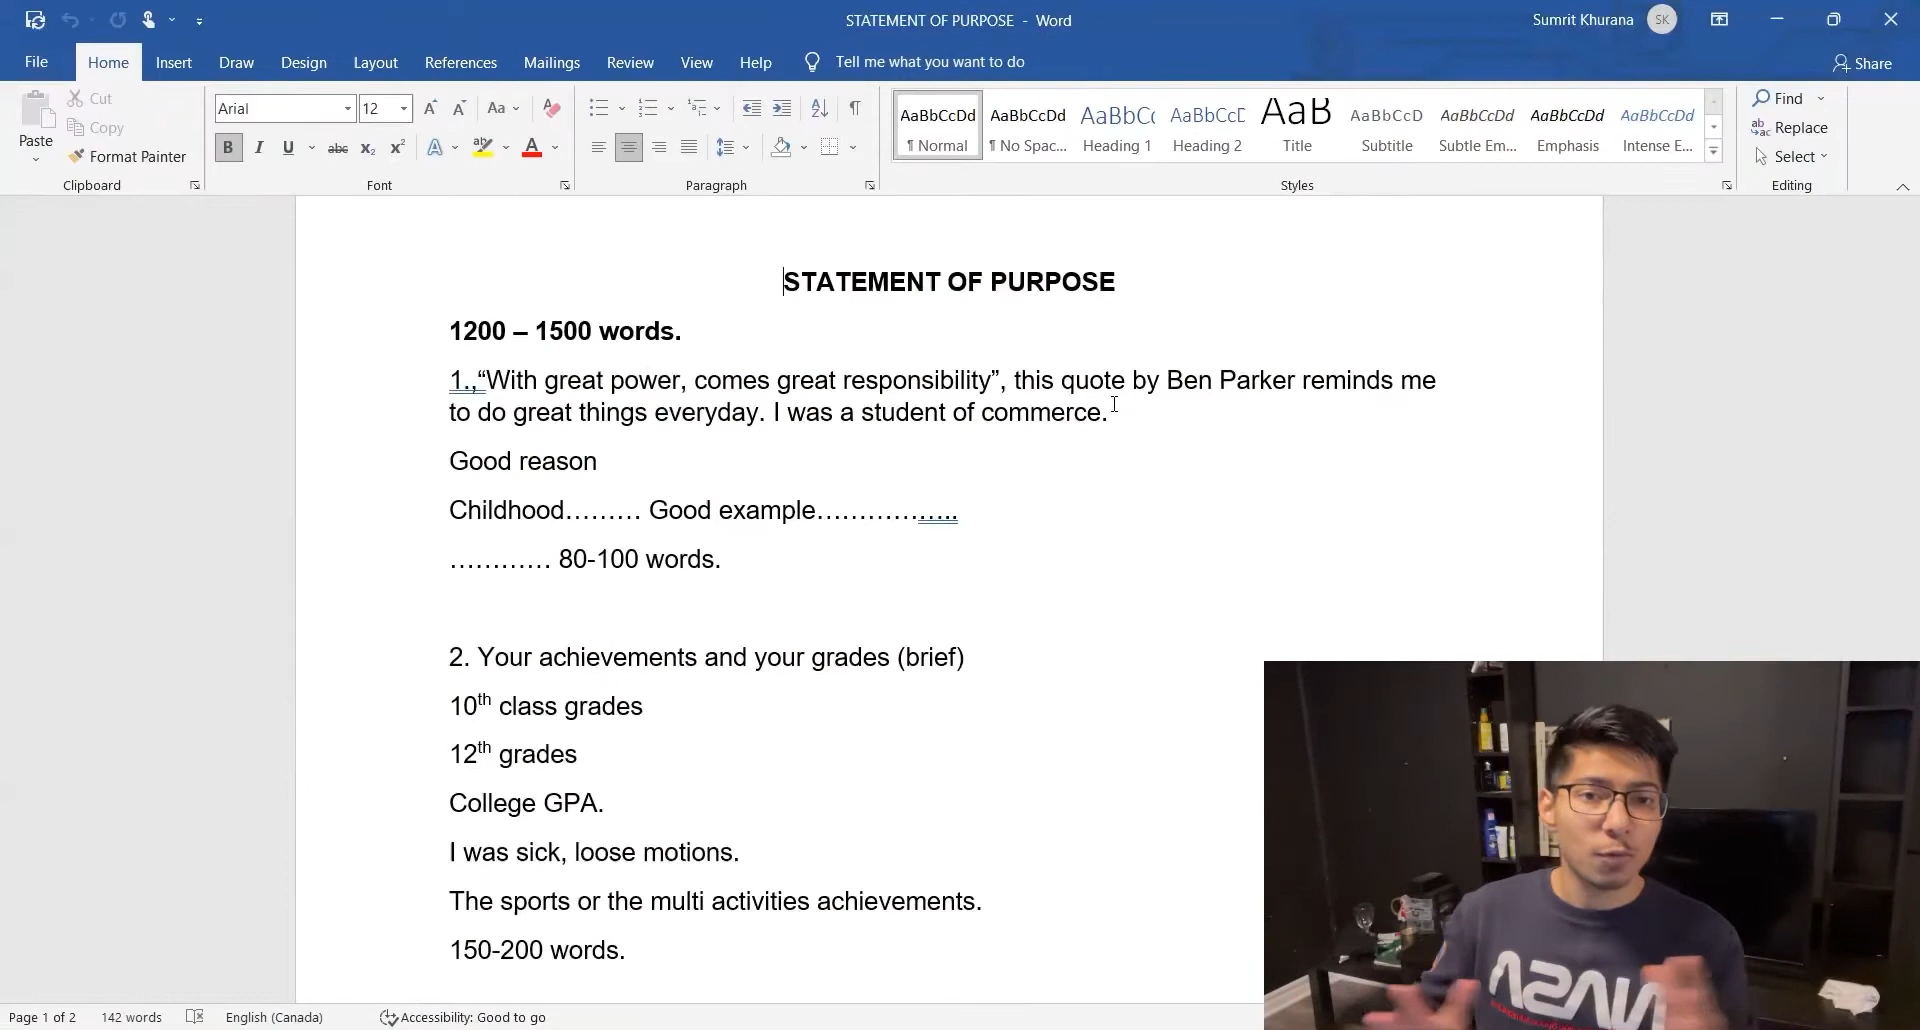 STATEMENT OF PURPOSE - Word
Sumrit Khurana SK
File Home Insert Draw Design Layout References Mailings Review View Help Tell me what you want to do Share
Paste Cut Copy Format Painter
Clipboard
Arial 12 Aa
B I U abc x₂ x² A ab A
Font
Paragraph
AaBbCcDd AaBbCcDd AaBbCc AaBbCcD AaB AaBbCcD AaBbCcDd AaBbCcDd AaBbCcDd
¶ Normal ¶ No Spac... Heading 1 Heading 2 Title Subtitle Subtle Em... Emphasis Intense E...
Styles
Find
Replace
Select
Editing
STATEMENT OF PURPOSE
1200 – 1500 words.
1.,“With great power, comes great responsibility”, this quote by Ben Parker reminds me
to do great things everyday. I was a student of commerce.
Good reason
Childhood……… Good example………………..
………… 80-100 words.
2. Your achievements and your grades (brief)
10th class grades
12th grades
College GPA.
I was sick, loose motions.
The sports or the multi activities achievements.
150-200 words.
NASA
Page 1 of 2 142 words English (Canada) Accessibility: Good to go